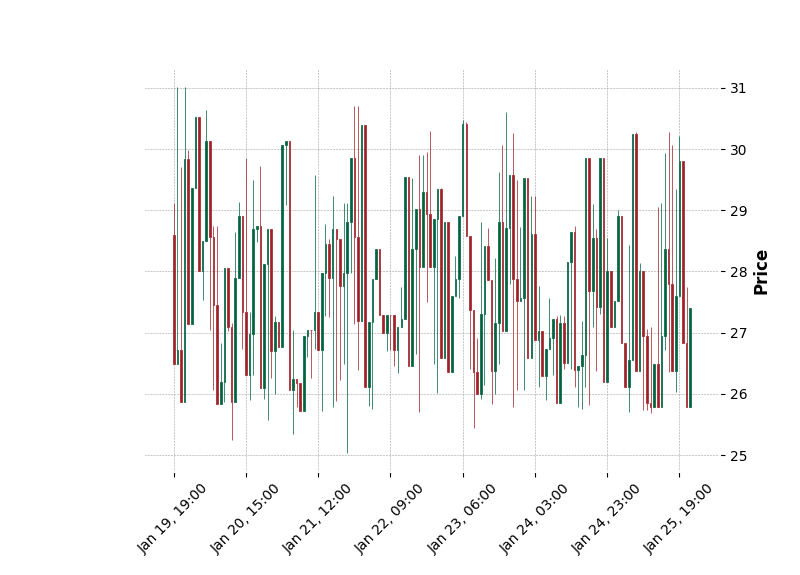 31
30
29
28
27
26
25
Price
Jan 19, 19:00
Jan 20, 15:00
Jan 21, 12:00
Jan 22, 09:00
Jan 23, 06:00
Jan 24, 03:00
Jan 24, 23:00
Jan 25, 19:00